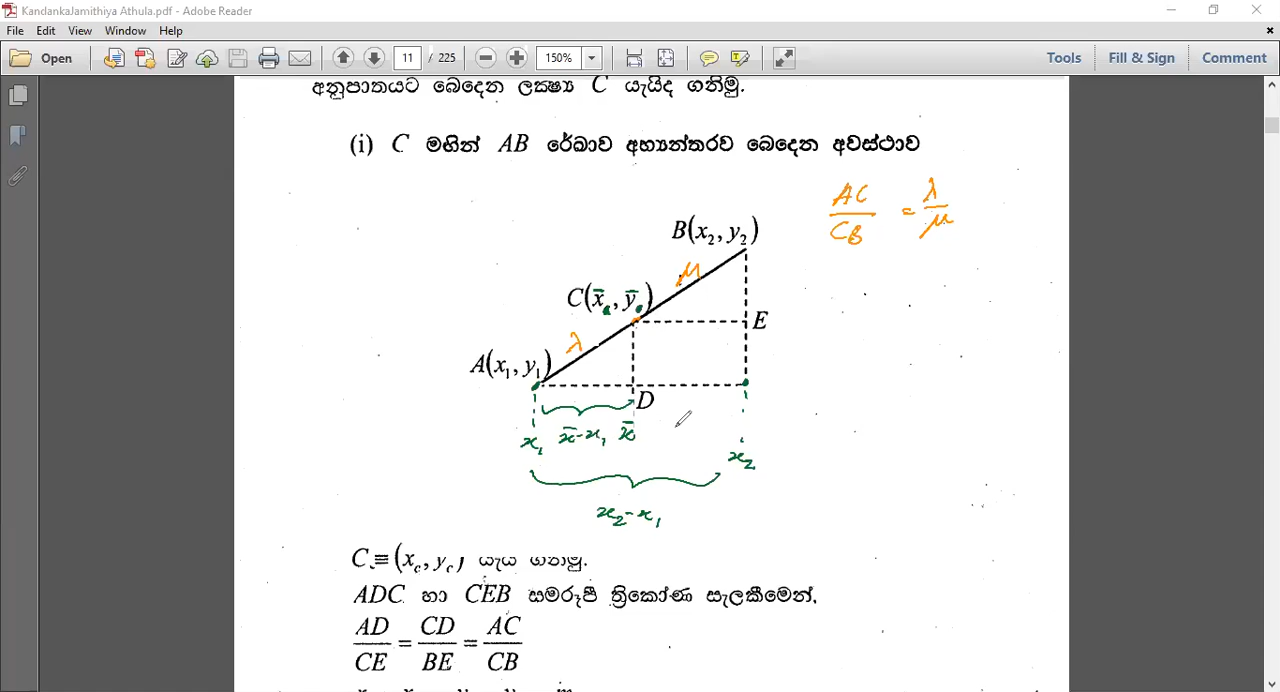 KandankaJamithiya Athula.pdf - Adobe Reader
File Edit View Window Help
Open 11 / 225 150% Tools Fill & Sign Comment
අනුපාතයට බෙදෙන ලක්ෂ්‍ය C යැයිද ගනිමු.
(i) C මඟින් AB රේඛාව අභ්‍යන්තරව බෙදෙන අවස්ථාව
AC/CB = λ/μ
B(x₂, y₂)
μ
C(x̄, ȳ)
E
λ
A(x₁, y₁)
D
x₁ x̄-x₁ x̄
x₂
x₂-x₁
C ≡ (x_c, y_c)
ADC හා CEB සමරූපී ත්‍රිකෝණ සැලකීමෙන්,
AD/CE = CD/BE = AC/CB